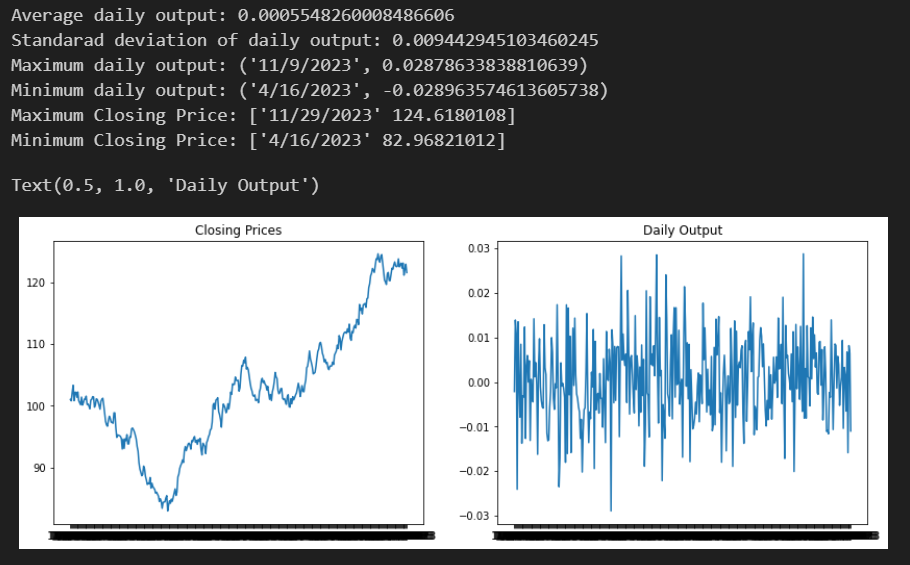 Average daily output: 0.0005548260008486606
Standarad deviation of daily output: 0.009442945103460245
Maximum daily output: ('11/9/2023', 0.02878633838810639)
Minimum daily output: ('4/16/2023', -0.028963574613605738)
Maximum Closing Price: ['11/29/2023' 124.6180108]
Minimum Closing Price: ['4/16/2023' 82.96821012]
Text(0.5, 1.0, 'Daily Output')
Closing Prices
120
110
100
90
Daily Output
0.03
0.02
0.01
0.00
−0.01
−0.02
−0.03